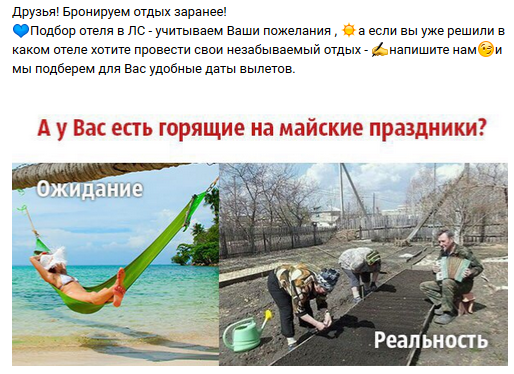 Друзья! Бронируем отдых заранее!
💙Подбор отеля в ЛС - учитываем Ваши пожелания , ☀а если вы уже решили в
каком отеле хотите провести свои незабываемый отдых - ✍напишите нам😉и
мы подберем для Вас удобные даты вылетов.
А у Вас есть горящие на майские праздники?
Ожидание
Реальность